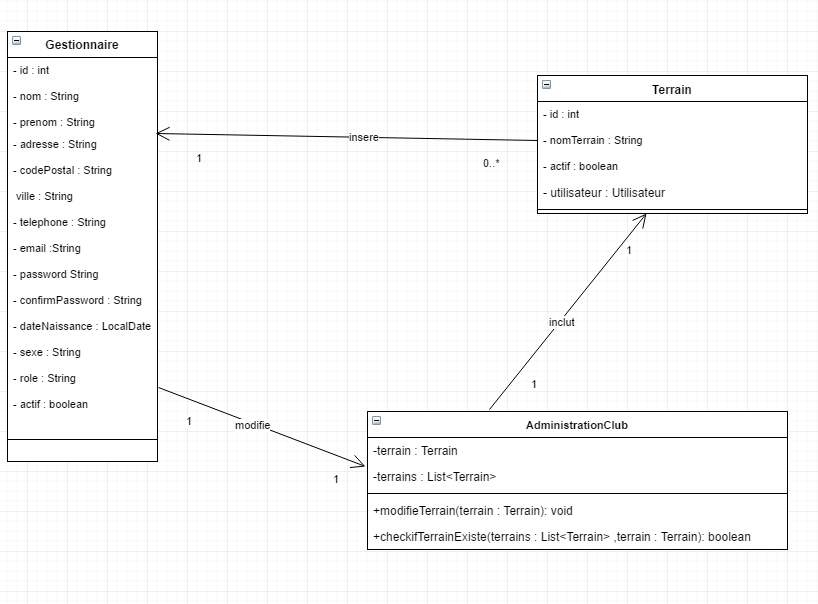 Gestionnaire
- id : int
- nom : String
- prenom : String
- adresse : String
- codePostal : String
ville : String
- telephone : String
- email :String
- password String
- confirmPassword : String
- dateNaissance : LocalDate
- sexe : String
- role : String
- actif : boolean
insere
1
0..*
Terrain
- id : int
- nomTerrain : String
- actif : boolean
- utilisateur : Utilisateur
1
inclut
1
modifie
1
1
AdministrationClub
-terrain : Terrain
-terrains : List<Terrain>
+modifieTerrain(terrain : Terrain): void
+checkifTerrainExiste(terrains : List<Terrain> ,terrain : Terrain): boolean